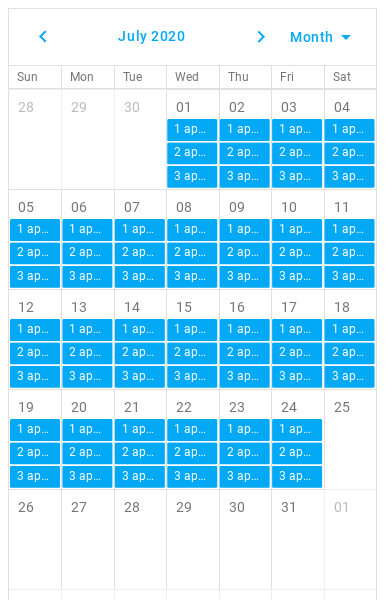 July 2020 Month
Sun Mon Tue Wed Thu Fri Sat
28 29 30 01 02 03 04
1 ap... 1 ap... 1 ap... 1 ap...
2 ap... 2 ap... 2 ap... 2 ap...
3 ap... 3 ap... 3 ap... 3 ap...
05 06 07 08 09 10 11
1 ap... 1 ap... 1 ap... 1 ap... 1 ap... 1 ap... 1 ap...
2 ap... 2 ap... 2 ap... 2 ap... 2 ap... 2 ap... 2 ap...
3 ap... 3 ap... 3 ap... 3 ap... 3 ap... 3 ap... 3 ap...
12 13 14 15 16 17 18
1 ap... 1 ap... 1 ap... 1 ap... 1 ap... 1 ap... 1 ap...
2 ap... 2 ap... 2 ap... 2 ap... 2 ap... 2 ap... 2 ap...
3 ap... 3 ap... 3 ap... 3 ap... 3 ap... 3 ap... 3 ap...
19 20 21 22 23 24 25
1 ap... 1 ap... 1 ap... 1 ap... 1 ap... 1 ap...
2 ap... 2 ap... 2 ap... 2 ap... 2 ap... 2 ap...
3 ap... 3 ap... 3 ap... 3 ap... 3 ap... 3 ap...
26 27 28 29 30 31 01